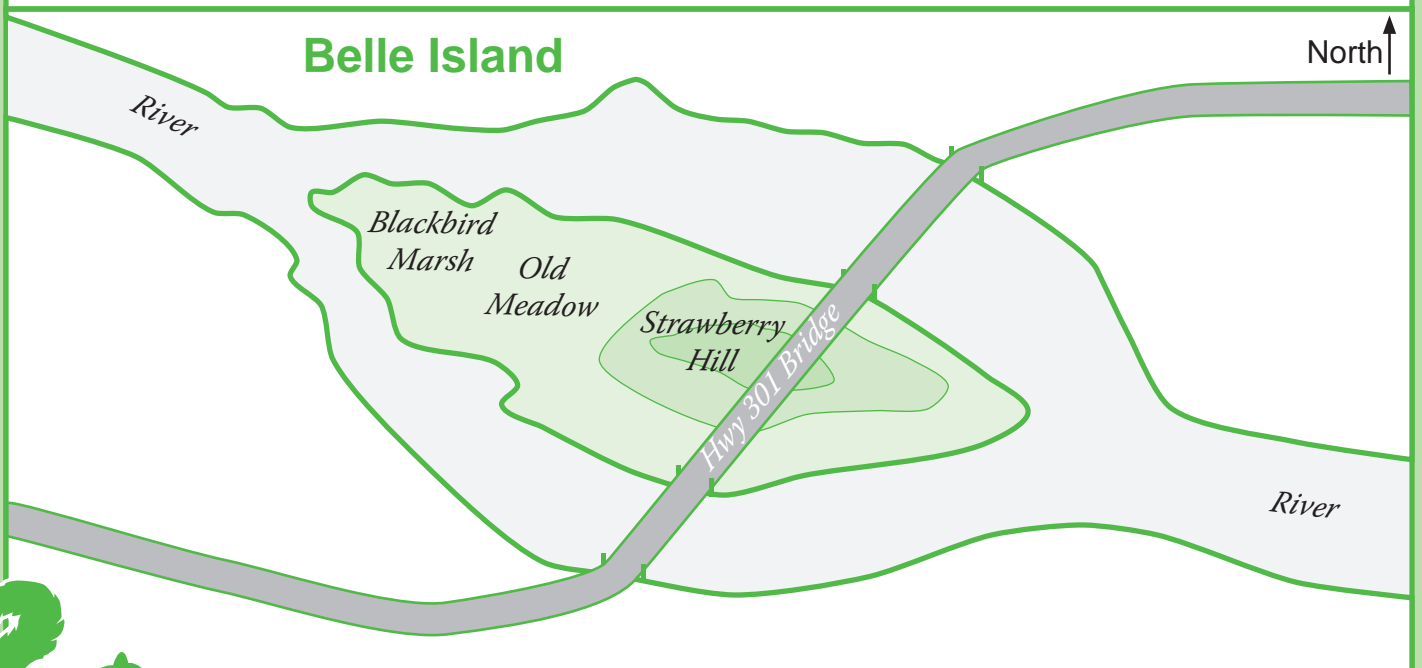 Belle Island
North
River
Blackbird
Marsh
Old
Meadow
Strawberry
Hill
Hwy 301 Bridge
River